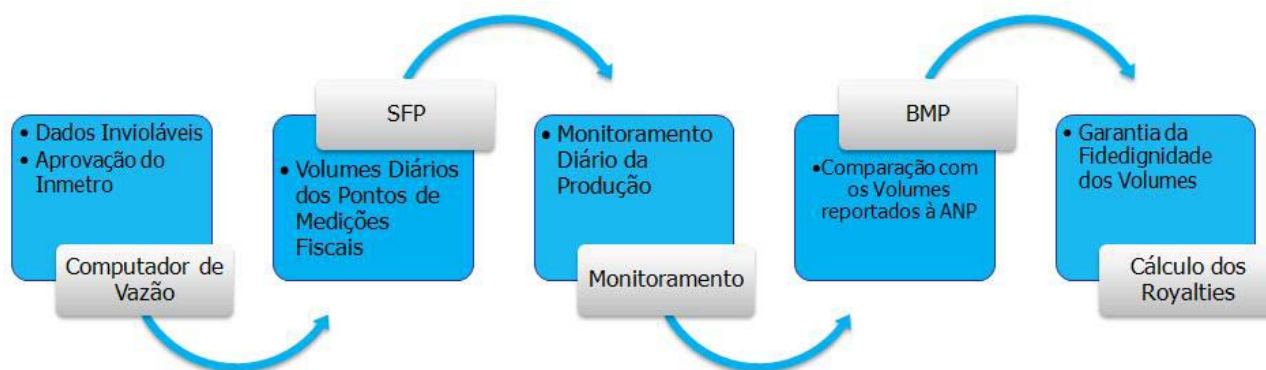 • Dados Invioláveis
• Aprovação do
Inmetro
Computador de
Vazão
SFP
• Volumes Diários
dos Pontos de
Medições
Fiscais
• Monitoramento
Diário da
Produção
Monitoramento
BMP
•Comparação com
os Volumes
reportados à ANP
• Garantia da
Fidedignidade
dos Volumes
Cálculo dos
Royalties